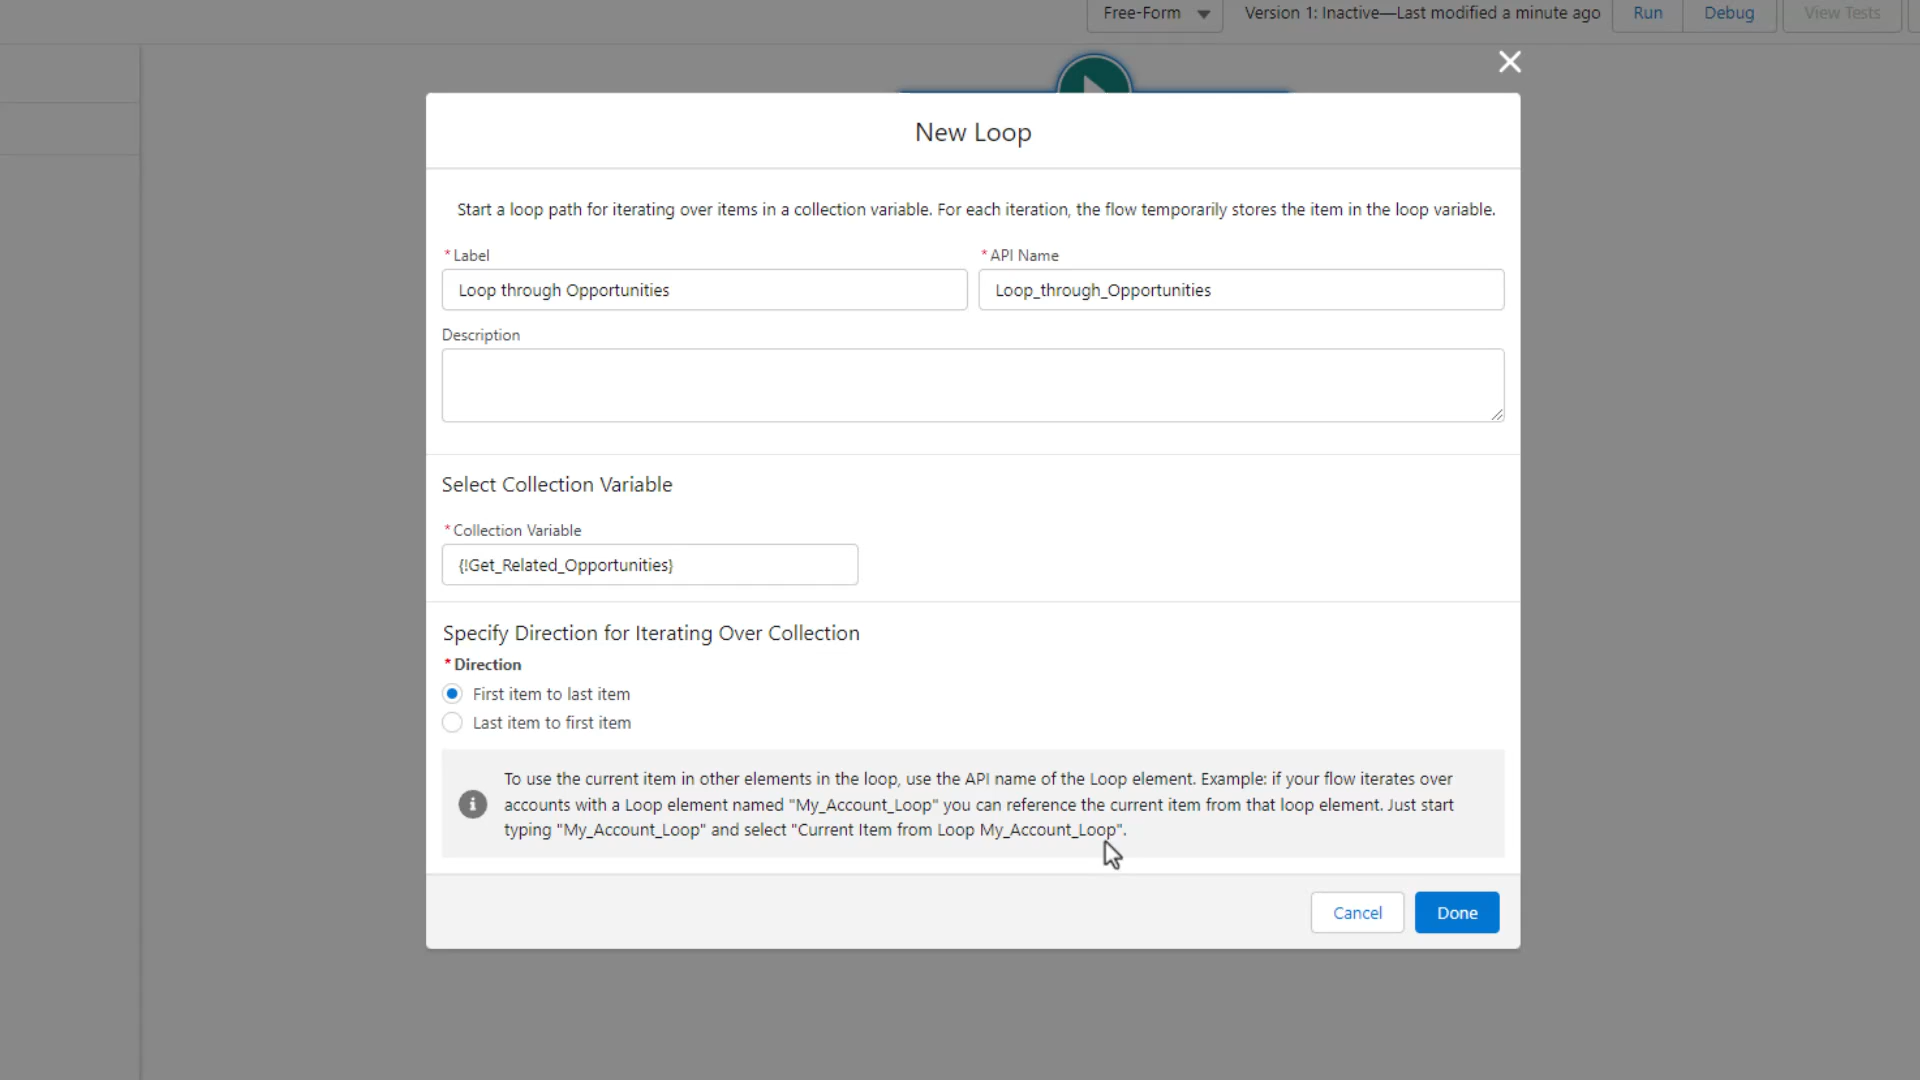 Free-Form
Version 1: Inactive—Last modified a minute ago
Run
Debug
View Tests
New Loop
Start a loop path for iterating over items in a collection variable. For each iteration, the flow temporarily stores the item in the loop variable.
* Label
* API Name
Loop through Opportunities
Loop_through_Opportunities
Description
Select Collection Variable
* Collection Variable
{!Get_Related_Opportunities}
Specify Direction for Iterating Over Collection
* Direction
First item to last item
Last item to first item
To use the current item in other elements in the loop, use the API name of the Loop element. Example: if your flow iterates over
accounts with a Loop element named "My_Account_Loop" you can reference the current item from that loop element. Just start
typing "My_Account_Loop" and select "Current Item from Loop My_Account_Loop".
Cancel
Done